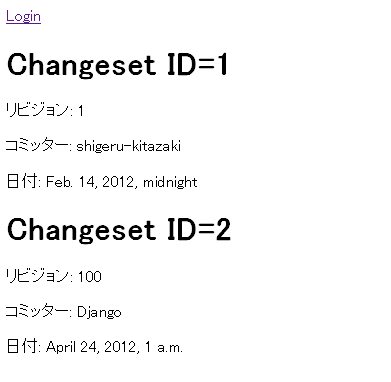 Login
Changeset ID=1
リビジョン: 1
コミッター: shigeru-kitazaki
日付: Feb. 14, 2012, midnight
Changeset ID=2
リビジョン: 100
コミッター: Django
日付: April 24, 2012, 1 a.m.